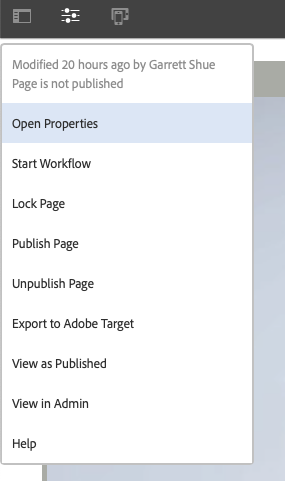 Modified 20 hours ago by Garrett Shue
Page is not published
Open Properties
Start Workflow
Lock Page
Publish Page
Unpublish Page
Export to Adobe Target
View as Published
View in Admin
Help